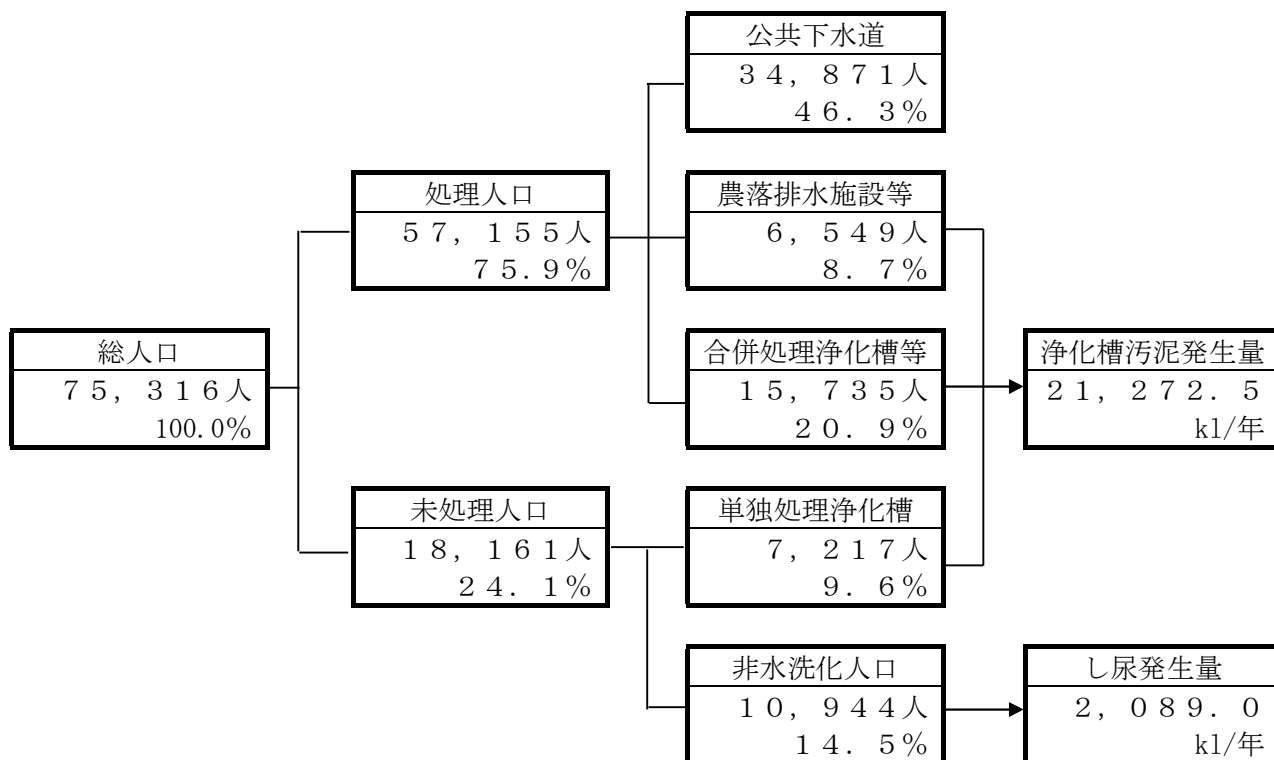 公共下水道
３４，８７１人
４６．３％
処理人口
５７，１５５人
７５.９％
農落排水施設等
６，５４９人
８．７％
総人口
７５，３１６人
100.0%
合併処理浄化槽等
１５，７３５人
２０．９％
浄化槽汚泥発生量
２１，２７２．５
kl/年
未処理人口
１８，１６１人
２４．１％
単独処理浄化槽
７，２１７人
９．６％
非水洗化人口
１０，９４４人
１４．５％
し尿発生量
２，０８９．０
kl/年